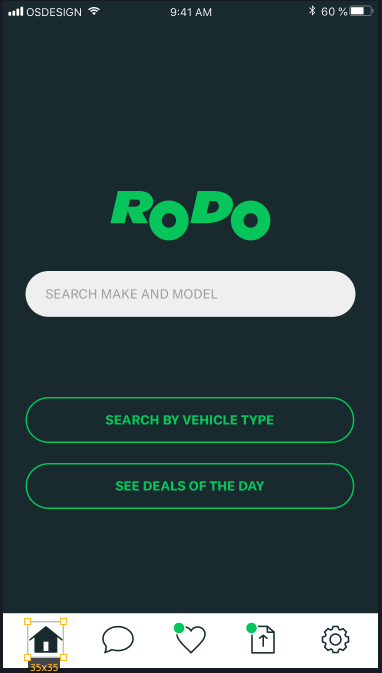 OSDESIGN 9:41 AM 60 %
RoDo
SEARCH MAKE AND MODEL
SEARCH BY VEHICLE TYPE
SEE DEALS OF THE DAY
35x35